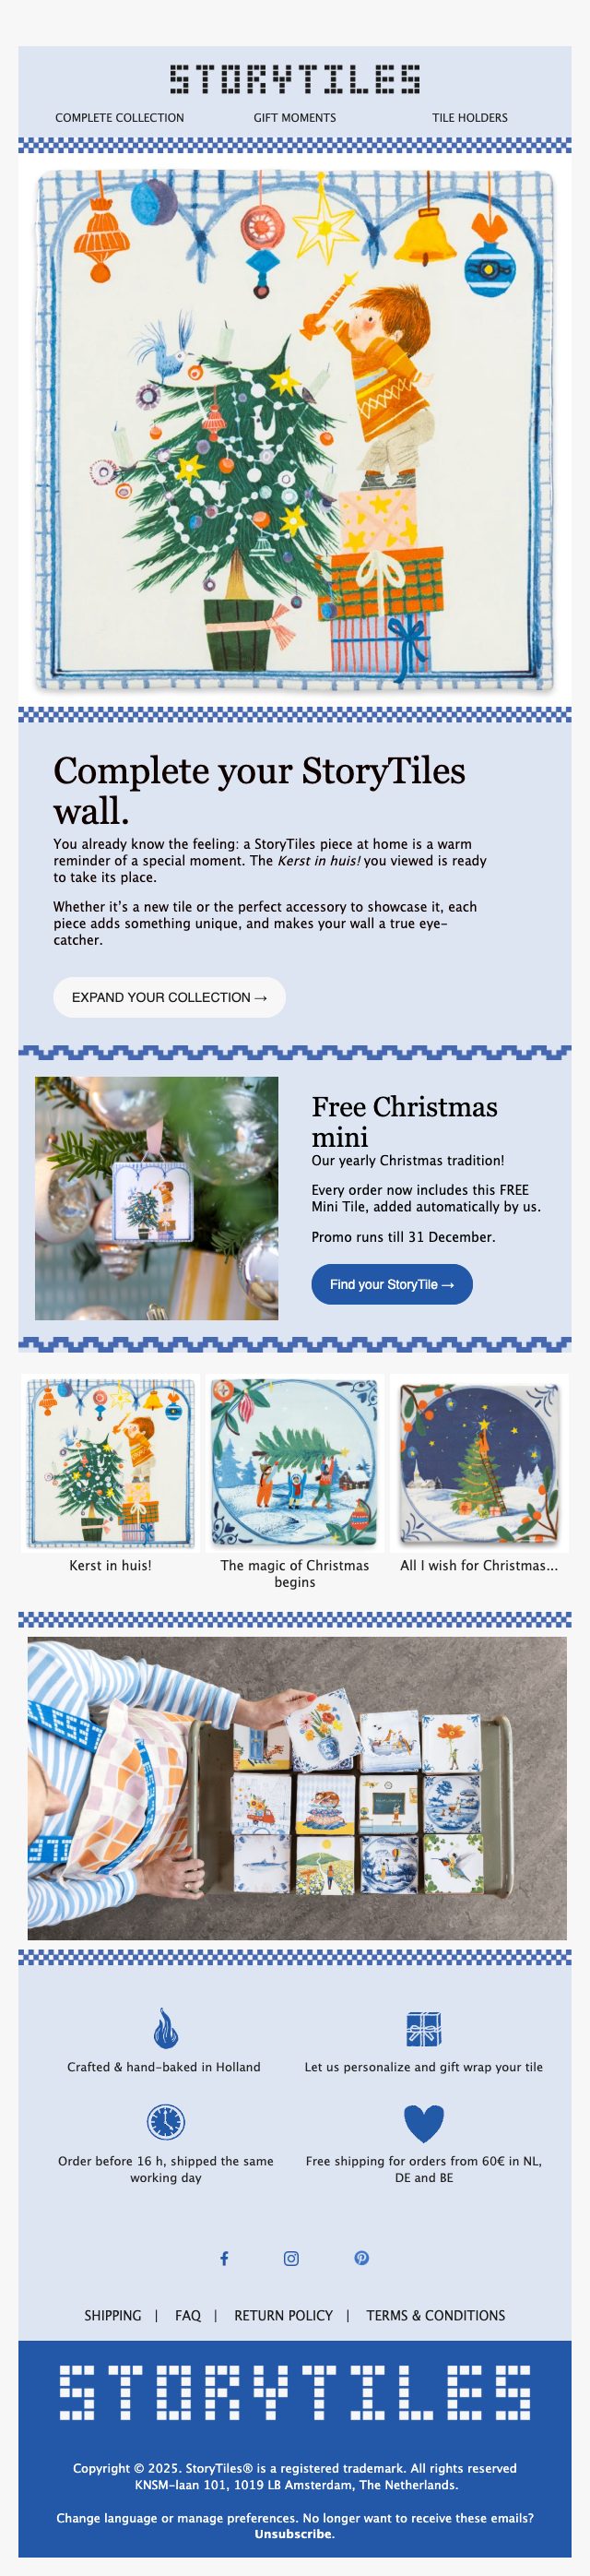 STORYTILES
COMPLETE COLLECTION GIFT MOMENTS TILE HOLDERS
Complete your StoryTiles
wall.
You already know the feeling: a StoryTiles piece at home is a warm
reminder of a special moment. The Kerst in huis! you viewed is ready
to take its place.
Whether it's a new tile or the perfect accessory to showcase it, each
piece adds something unique, and makes your wall a true eye-
catcher.
EXPAND YOUR COLLECTION →
Free Christmas
mini
Our yearly Christmas tradition!
Every order now includes this FREE
Mini Tile, added automatically by us.
Promo runs till 31 December.
Find your StoryTile →
Kerst in huis!
The magic of Christmas
begins
All I wish for Christmas...
Crafted & hand-baked in Holland
Let us personalize and gift wrap your tile
Order before 16 h, shipped the same
working day
Free shipping for orders from 60€ in NL,
DE and BE
SHIPPING | FAQ | RETURN POLICY | TERMS & CONDITIONS
STORYTILES
Copyright © 2025. StoryTiles® is a registered trademark. All rights reserved
KNSM-laan 101, 1019 LB Amsterdam, The Netherlands.
Change language or manage preferences. No longer want to receive these emails?
Unsubscribe.